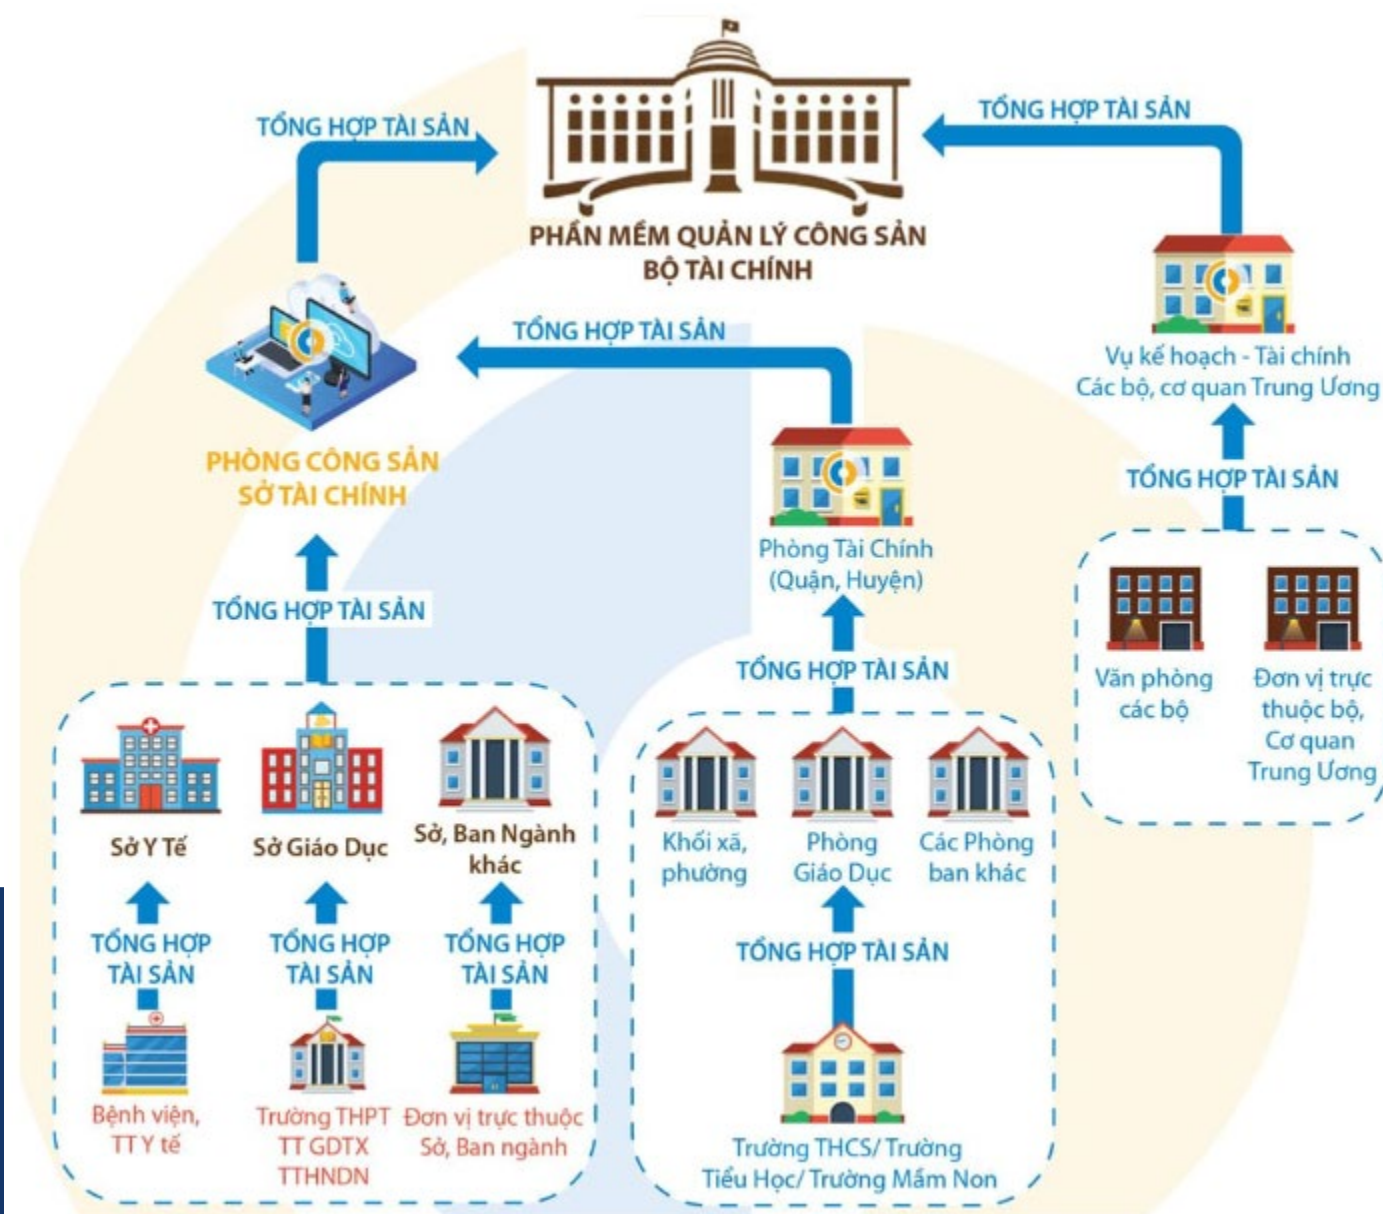 TỔNG HỢP TÀI SẢN
TỔNG HỢP TÀI SẢN
PHẦN MỀM QUẢN LÝ CÔNG SẢN
BỘ TÀI CHÍNH
TỔNG HỢP TÀI SẢN
Vụ kế hoạch - Tài chính
Các bộ, cơ quan Trung Ương
PHÒNG CÔNG SẢN
SỞ TÀI CHÍNH
TỔNG HỢP TÀI SẢN
Phòng Tài Chính
(Quận, Huyện)
TỔNG HỢP TÀI SẢN
TỔNG HỢP TÀI SẢN
Văn phòng
các bộ
Đơn vị trực
thuộc bộ,
Cơ quan
Trung Ương
Sở Y Tế
Sở Giáo Dục
Sở, Ban Ngành
khác
Khối xã,
phường
Phòng
Giáo Dục
Các Phòng
ban khác
TỔNG HỢP
TÀI SẢN
TỔNG HỢP
TÀI SẢN
TỔNG HỢP
TÀI SẢN
TỔNG HỢP TÀI SẢN
Bệnh viện,
TT Y tế
Trường THPT
TT GDTX
TTHNDN
Đơn vị trực thuộc
Sở, Ban ngành
Trường THCS/ Trường
Tiểu Học/ Trường Mầm Non